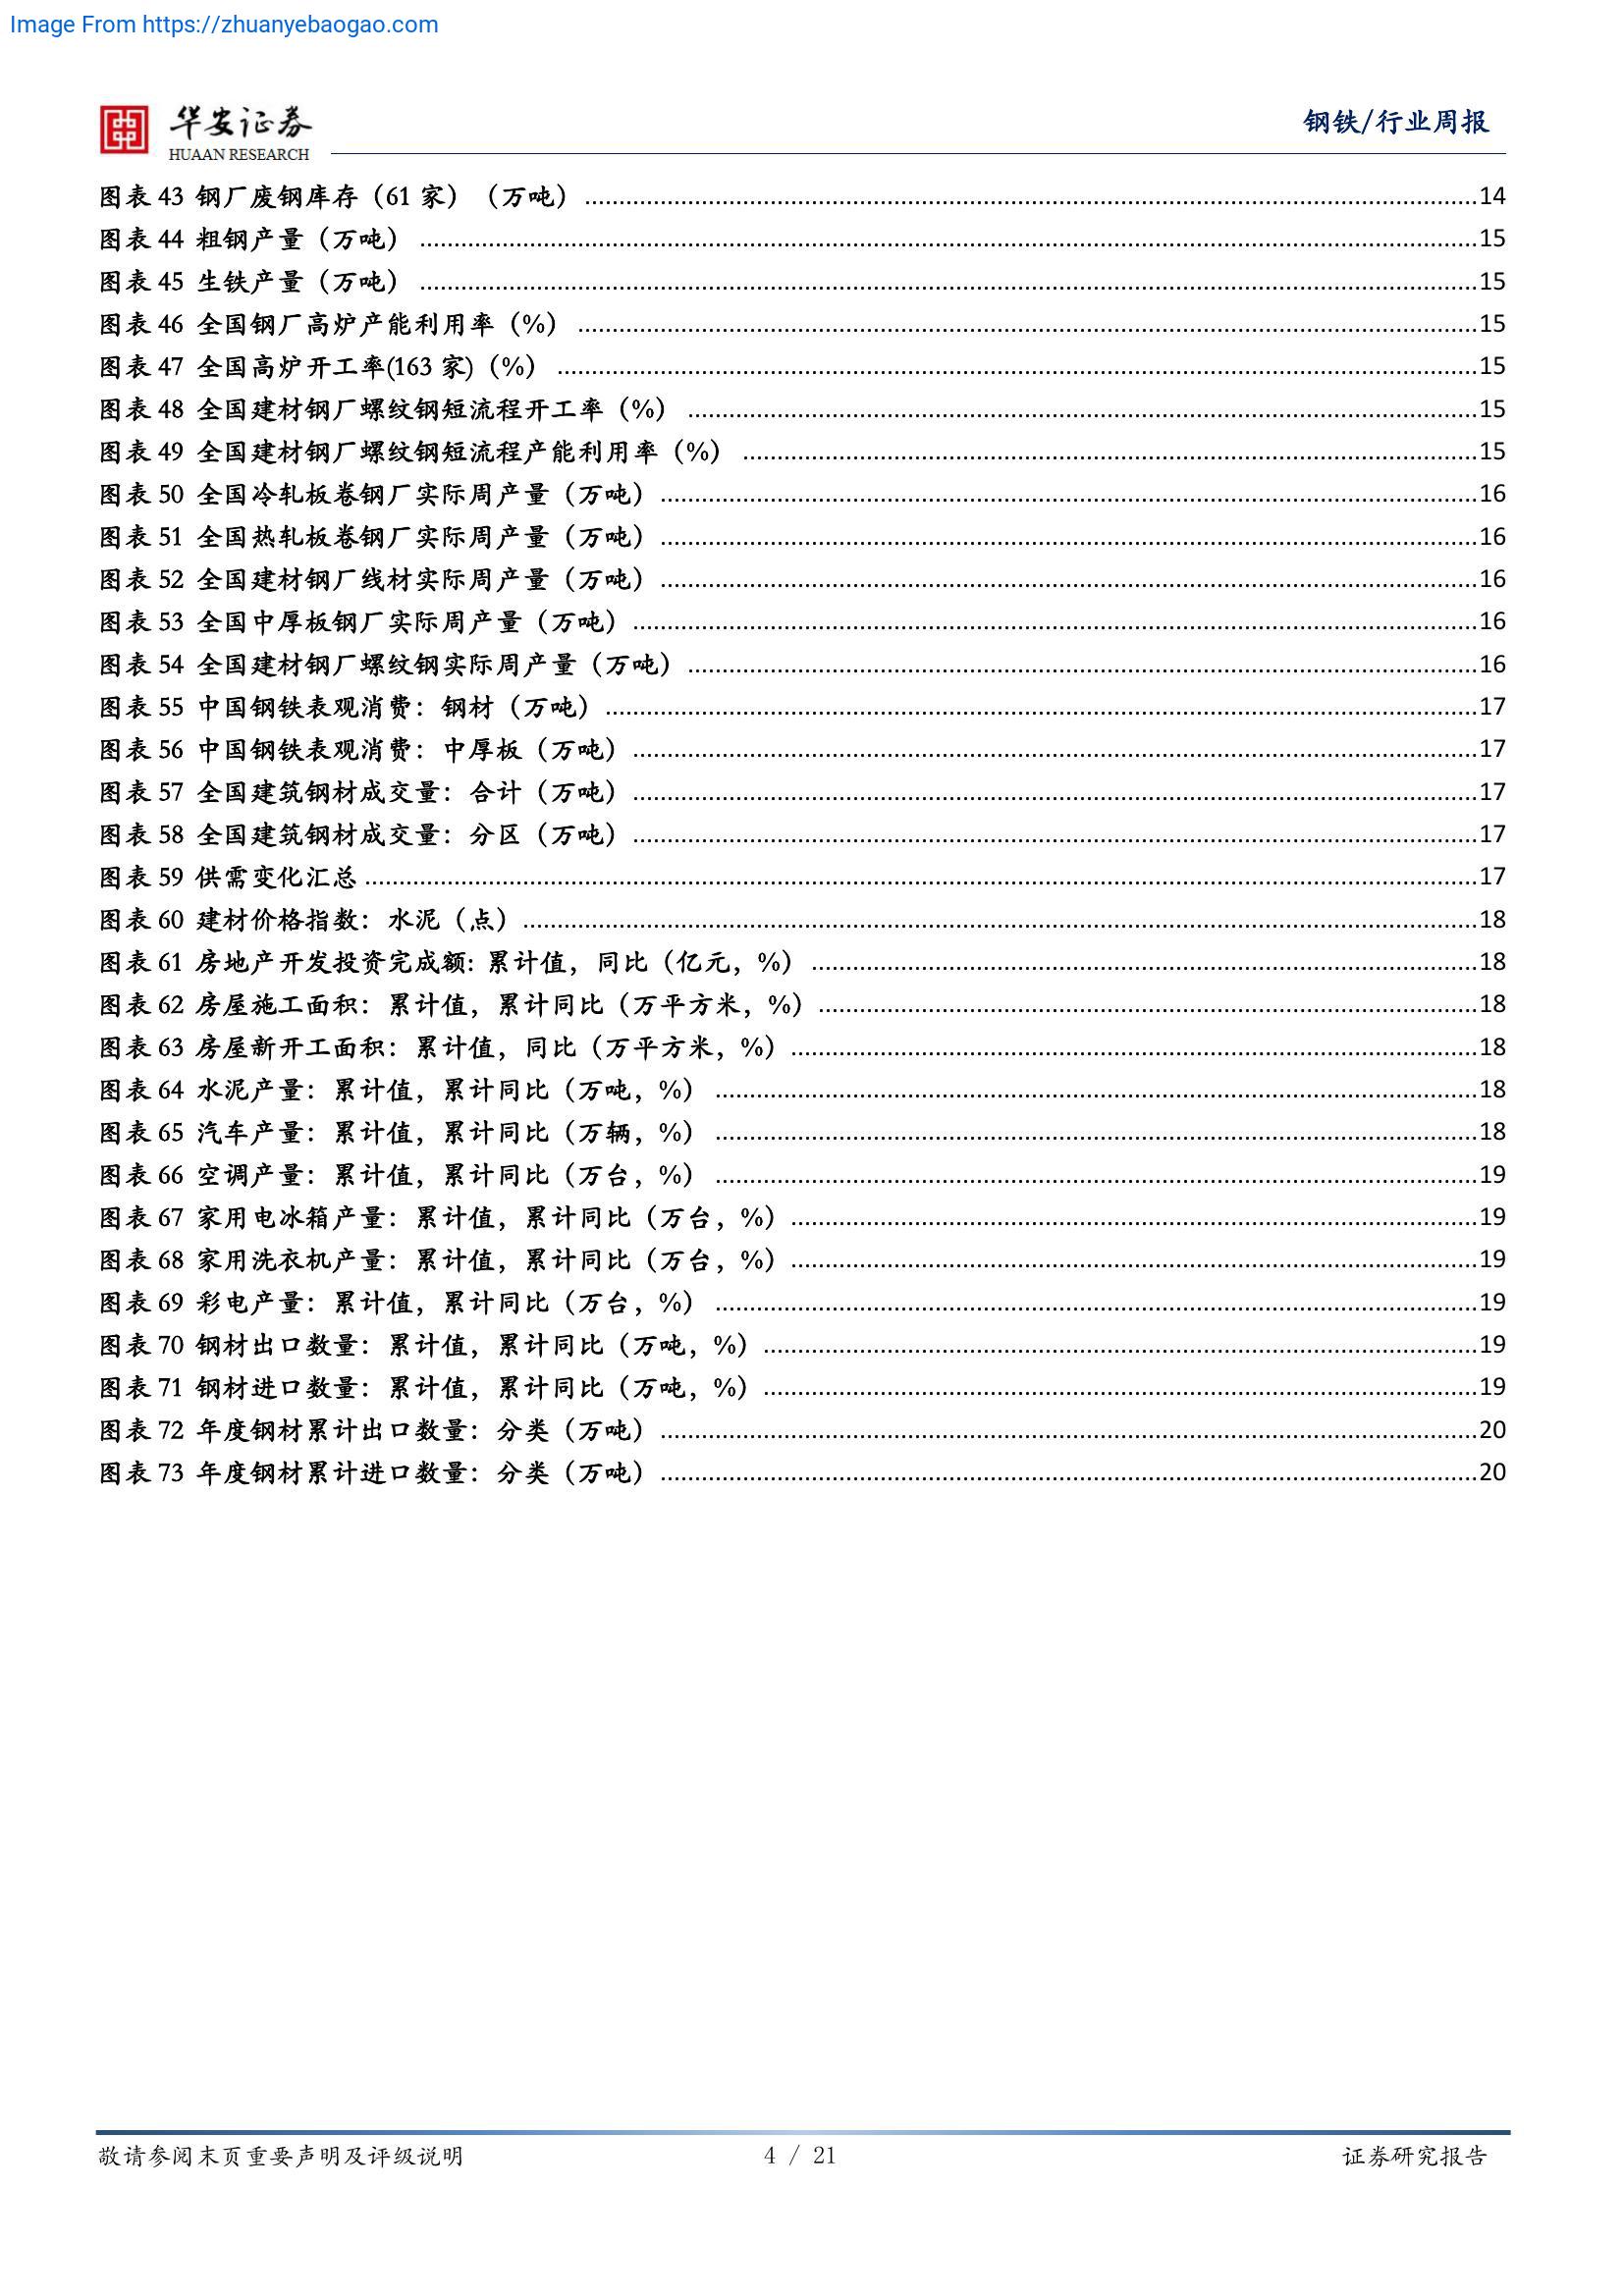 Image From https://zhuanyebaogao.com
华安证券
HUAAN RESEARCH
钢铁/行业周报
图表 43 钢厂废钢库存（61 家）（万吨） ........ 14
图表 44 粗钢产量（万吨） ........ 15
图表 45 生铁产量（万吨） ........ 15
图表 46 全国钢厂高炉产能利用率（%） ........ 15
图表 47 全国高炉开工率(163 家)（%） ........ 15
图表 48 全国建材钢厂螺纹钢短流程开工率（%） ........ 15
图表 49 全国建材钢厂螺纹钢短流程产能利用率（%） ........ 15
图表 50 全国冷轧板卷钢厂实际周产量（万吨） ........ 16
图表 51 全国热轧板卷钢厂实际周产量（万吨） ........ 16
图表 52 全国建材钢厂线材实际周产量（万吨） ........ 16
图表 53 全国中厚板钢厂实际周产量（万吨） ........ 16
图表 54 全国建材钢厂螺纹钢实际周产量（万吨） ........ 16
图表 55 中国钢铁表观消费：钢材（万吨） ........ 17
图表 56 中国钢铁表观消费：中厚板（万吨） ........ 17
图表 57 全国建筑钢材成交量：合计（万吨） ........ 17
图表 58 全国建筑钢材成交量：分区（万吨） ........ 17
图表 59 供需变化汇总 ........ 17
图表 60 建材价格指数：水泥（点） ........ 18
图表 61 房地产开发投资完成额: 累计值，同比（亿元，%） ........ 18
图表 62 房屋施工面积：累计值，累计同比（万平方米，%） ........ 18
图表 63 房屋新开工面积：累计值，同比（万平方米，%） ........ 18
图表 64 水泥产量：累计值，累计同比（万吨，%） ........ 18
图表 65 汽车产量：累计值，累计同比（万辆，%） ........ 18
图表 66 空调产量：累计值，累计同比（万台，%） ........ 19
图表 67 家用电冰箱产量：累计值，累计同比（万台，%） ........ 19
图表 68 家用洗衣机产量：累计值，累计同比（万台，%） ........ 19
图表 69 彩电产量：累计值，累计同比（万台，%） ........ 19
图表 70 钢材出口数量：累计值，累计同比（万吨，%） ........ 19
图表 71 钢材进口数量：累计值，累计同比（万吨，%） ........ 19
图表 72 年度钢材累计出口数量：分类（万吨） ........ 20
图表 73 年度钢材累计进口数量：分类（万吨） ........ 20
敬请参阅末页重要声明及评级说明
4 / 21
证券研究报告